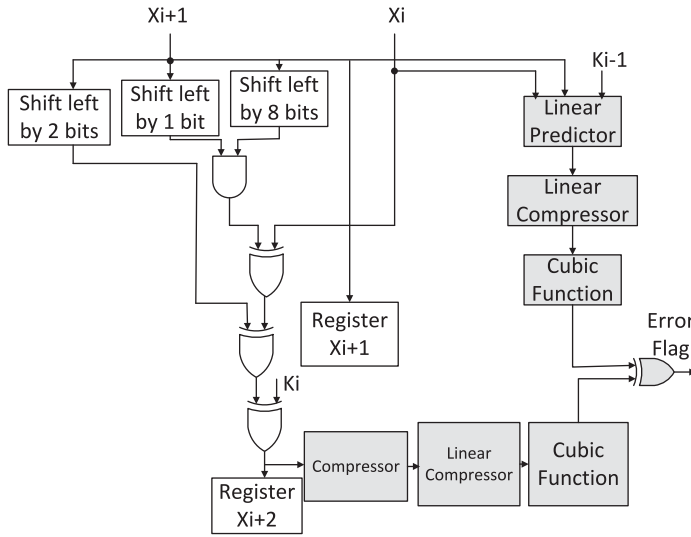 Xi+1
Xi
Ki-1
Shift left
by 2 bits
Shift left
by 1 bit
Shift left
by 8 bits
Linear
Predictor
Linear
Compressor
Cubic
Function
Register
Xi+1
Error
Flag
Ki
Compressor
Linear
Compressor
Cubic
Function
Register
Xi+2